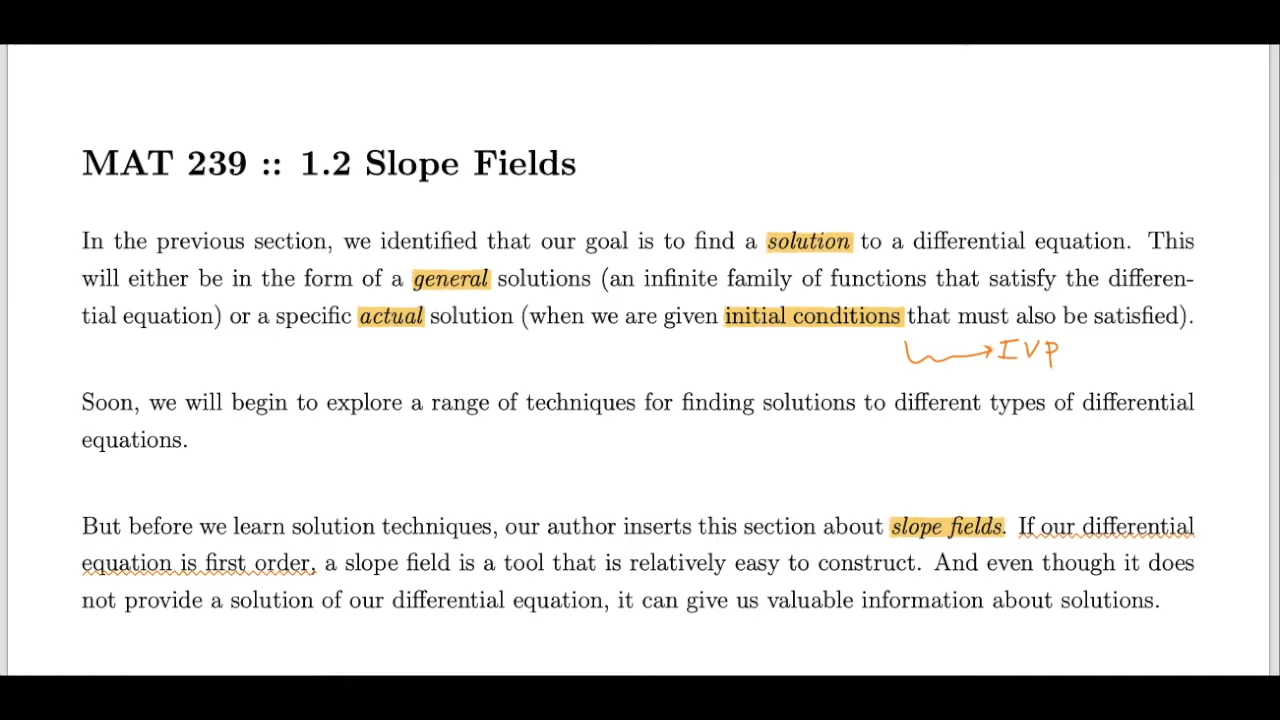 MAT 239 :: 1.2 Slope Fields
In the previous section, we identified that our goal is to find a solution to a differential equation. This
will either be in the form of a general solutions (an infinite family of functions that satisfy the differen-
tial equation) or a specific actual solution (when we are given initial conditions that must also be satisfied).
IVP
Soon, we will begin to explore a range of techniques for finding solutions to different types of differential
equations.
But before we learn solution techniques, our author inserts this section about slope fields. If our differential
equation is first order, a slope field is a tool that is relatively easy to construct. And even though it does
not provide a solution of our differential equation, it can give us valuable information about solutions.